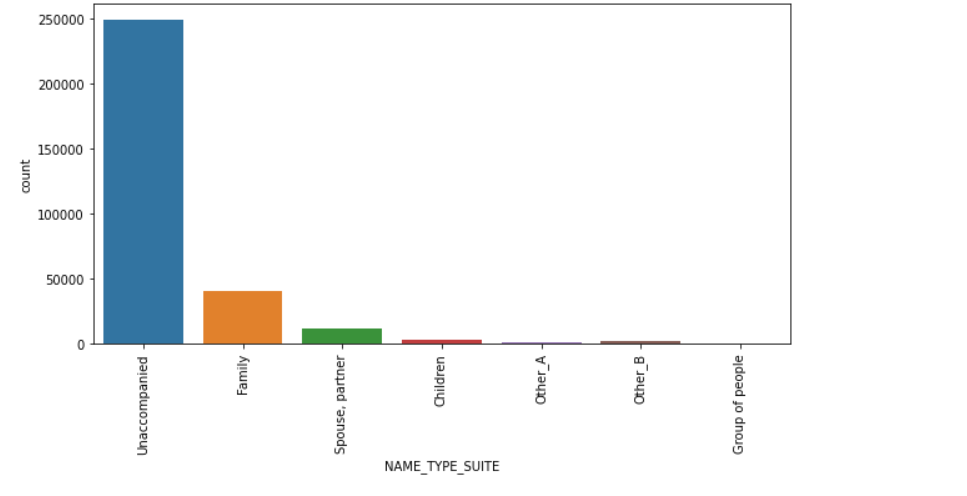 250000
200000
150000
100000
50000
0
count
Unaccompanied
Family
Spouse, partner
Children
Other_A
Other_B
Group of people
NAME_TYPE_SUITE